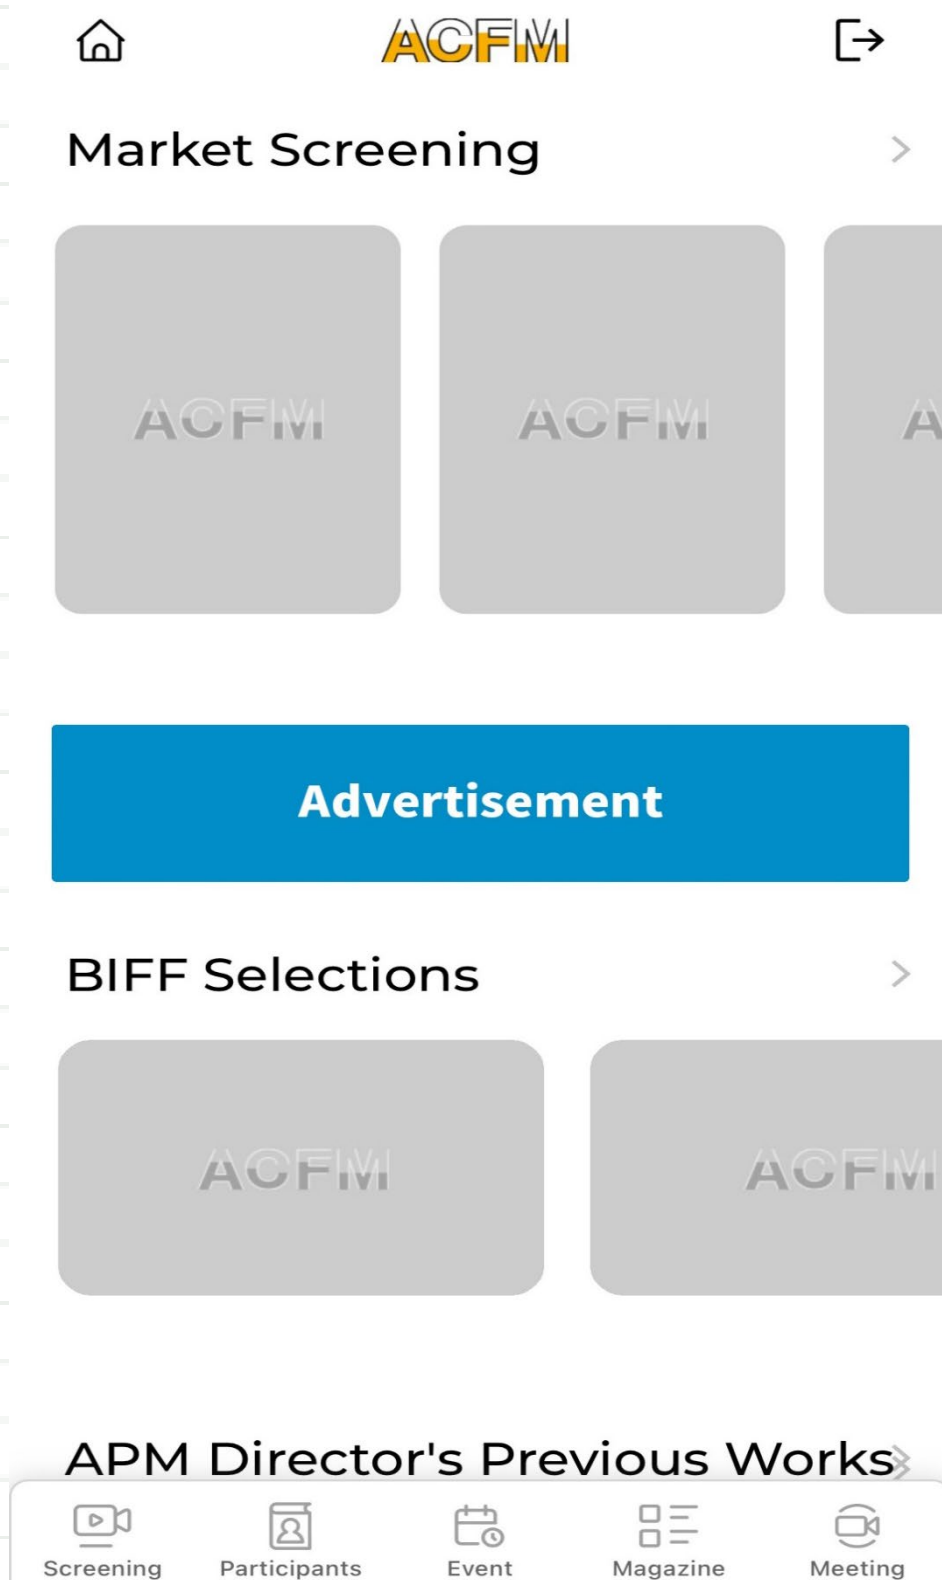 ACFM
Market Screening
ACFM
ACFM
A
Advertisement
BIFF Selections
ACFM
ACFM
APM Director's Previous Works
Screening
Participants
Event
Magazine
Meeting